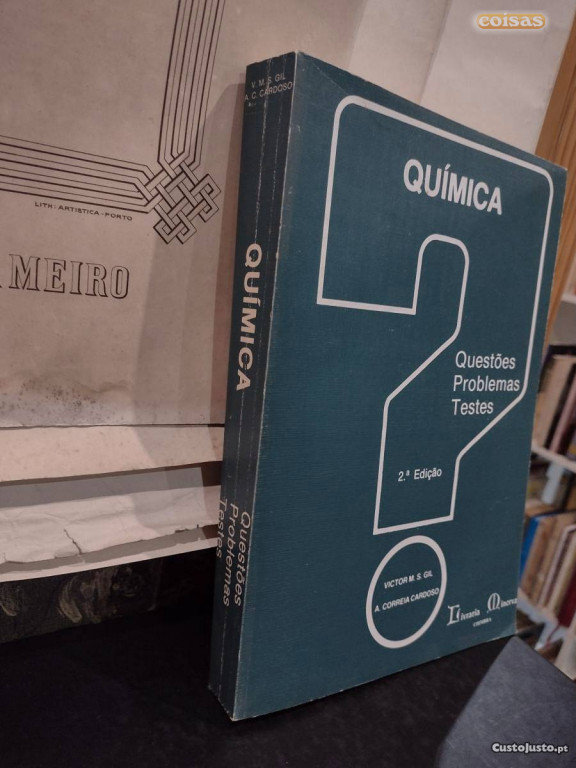 coisas
LITH · ARTISTICA - PORTO
MEIRO
V. M. S. GIL
A. C. CARDOSO
QUÍMICA
Questões
Problemas
Testes
QUÍMICA
Questões
Problemas
Testes
2.ª Edição
VICTOR M. S. GIL
A. CORREIA CARDOSO
Livraria Minerva
COIMBRA
CustoJusto.pt